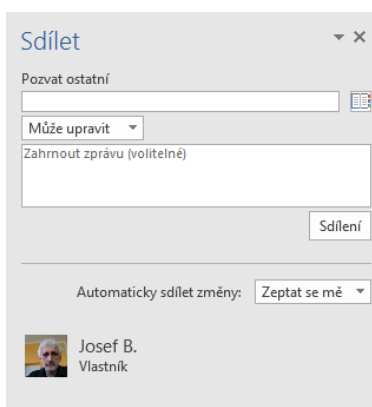 Sdílet
Pozvat ostatní
Může upravit
Zahrnout zprávu (volitelné)
Sdílení
Automaticky sdílet změny: Zeptat se mě
Josef B.
Vlastník